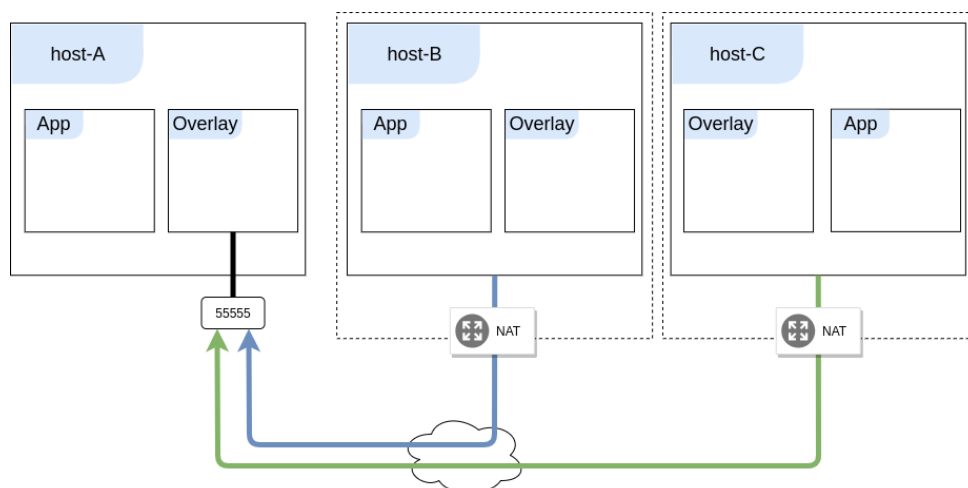 host-A
host-B
host-C
App
Overlay
App
Overlay
Overlay
App
55555
NAT
NAT